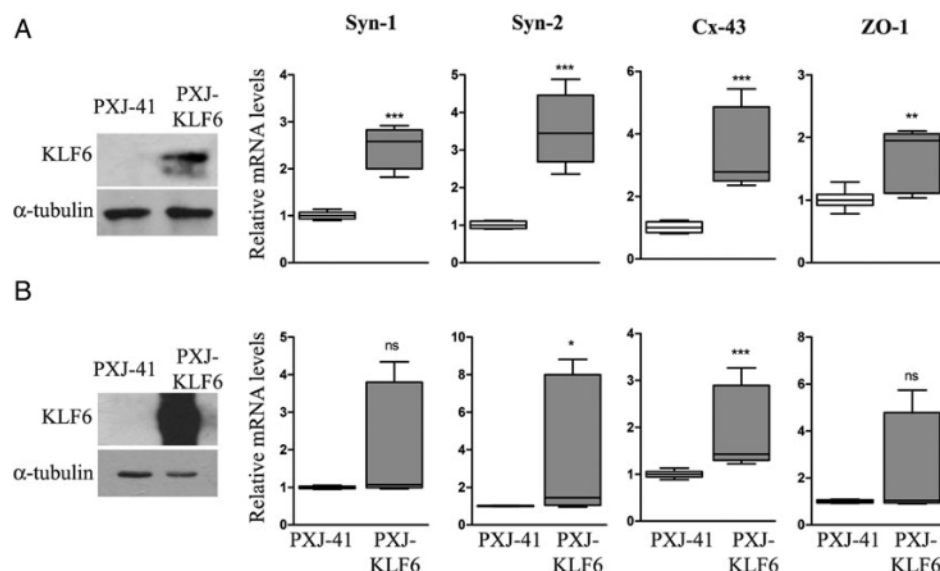 A
PXJ-41
PXJ-
KLF6
KLF6
α-tubulin
Relative mRNA levels
Syn-1
4
3
2
1
0
***
Syn-2
5
4
3
2
1
0
***
Cx-43
6
4
2
0
***
ZO-1
3
2
1
0
**
B
PXJ-41
PXJ-
KLF6
KLF6
α-tubulin
Relative mRNA levels
5
4
3
2
1
0
ns
PXJ-41
PXJ-
KLF6
10
8
6
4
2
0
*
PXJ-41
PXJ-
KLF6
4
3
2
1
0
***
PXJ-41
PXJ-
KLF6
8
6
4
2
0
ns
PXJ-41
PXJ-
KLF6